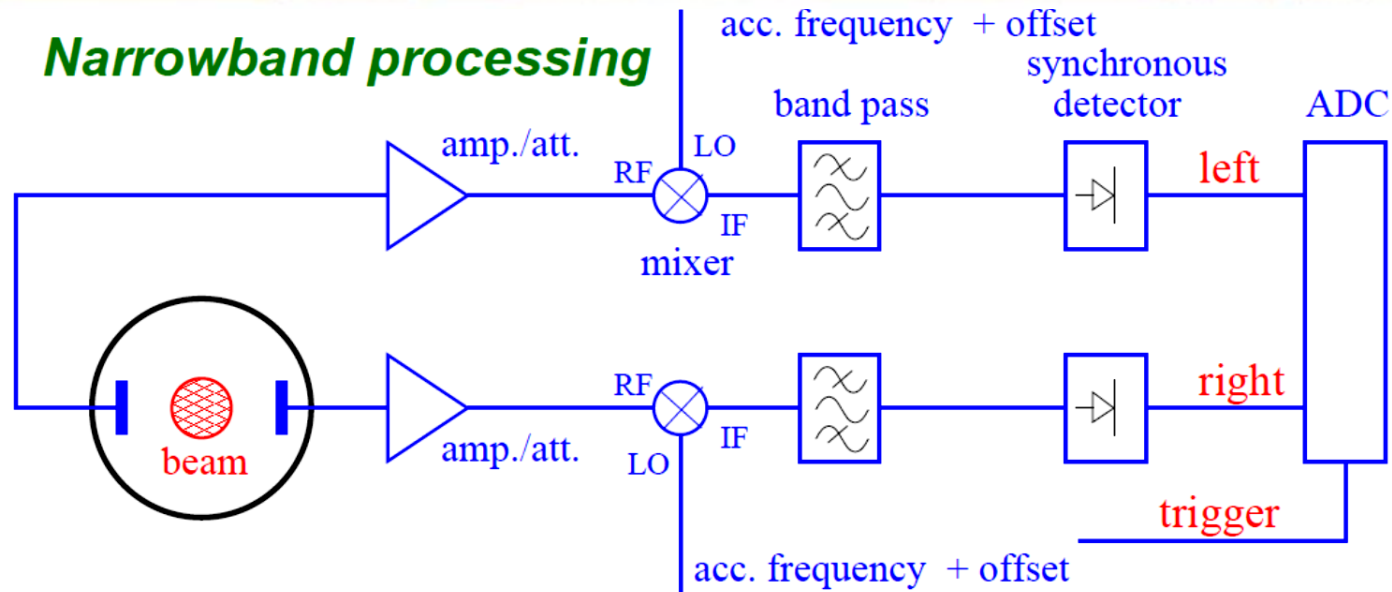 Narrowband processing
acc. frequency + offset
synchronous
detector
band pass
ADC
amp./att.
RF
LO
IF
mixer
left
beam
amp./att.
RF
LO
IF
right
trigger
acc. frequency + offset